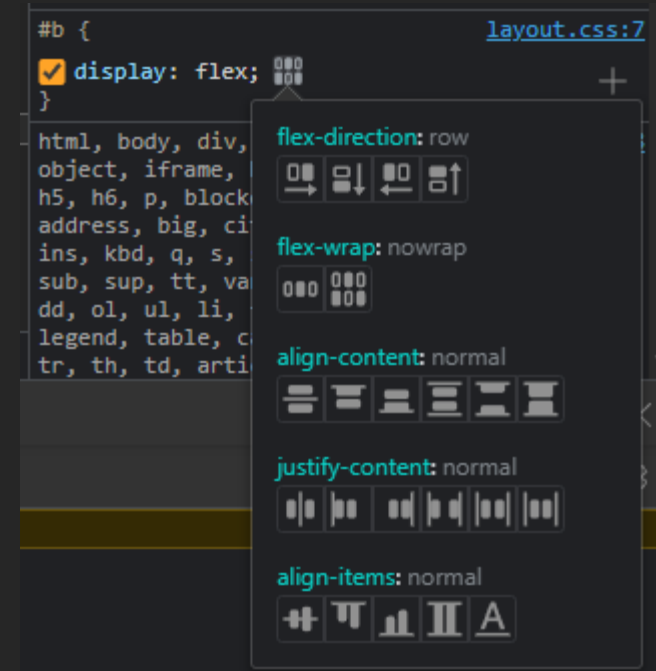 #b {
layout.css:7
display: flex;
}
html, body, div,
object, iframe,
h5, h6, p, block
address, big, ci
ins, kbd, q, s,
sub, sup, tt, va
dd, ol, ul, li,
legend, table, c
tr, th, td, arti
flex-direction: row
flex-wrap: nowrap
align-content: normal
justify-content: normal
align-items: normal
A